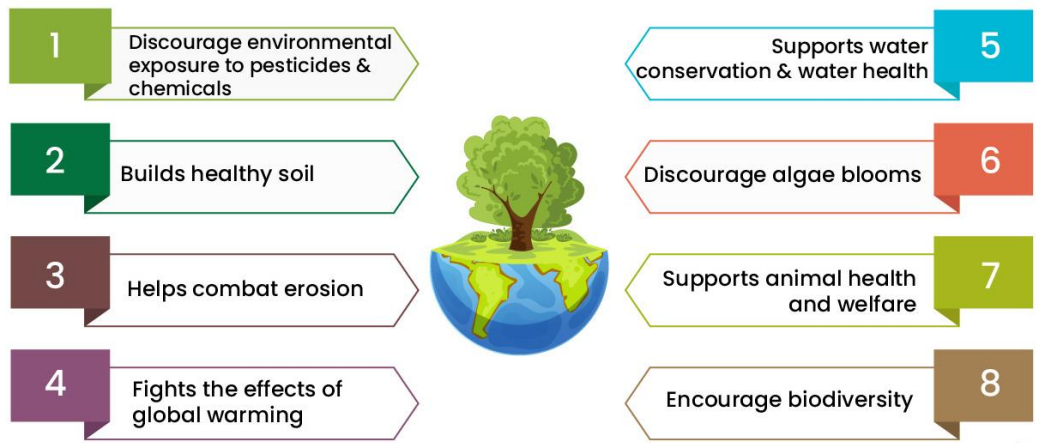 1
Discourage environmental
exposure to pesticides &
chemicals
2
Builds healthy soil
3
Helps combat erosion
4
Fights the effects of
global warming
5
Supports water
conservation & water health
6
Discourage algae blooms
7
Supports animal health
and welfare
8
Encourage biodiversity